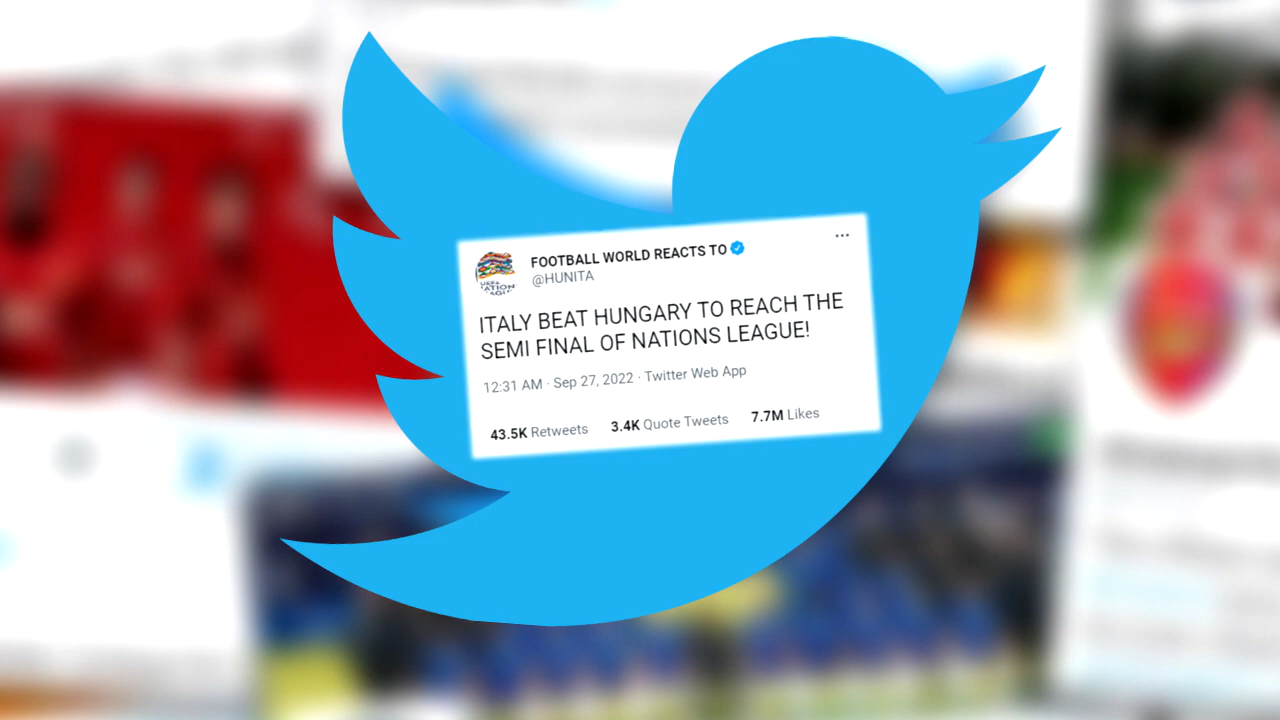 FOOTBALL WORLD REACTS TO
@HUNITA
ITALY BEAT HUNGARY TO REACH THE
SEMI FINAL OF NATIONS LEAGUE!
12:31 AM · Sep 27, 2022 · Twitter Web App
43.5K Retweets 3.4K Quote Tweets 7.7M Likes